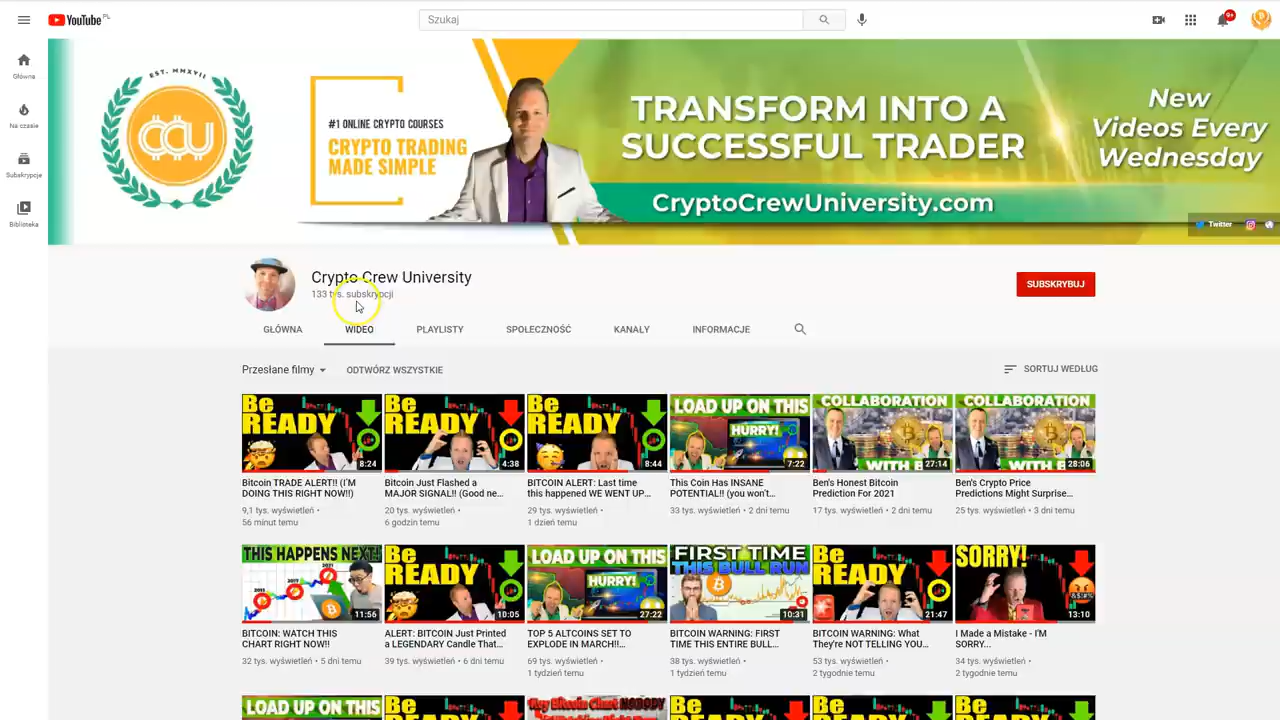 YouTube PL
Szukaj
9+
Główna
Na czasie
Subskrypcje
Biblioteka
EST. MMXVII
CCU
#1 ONLINE CRYPTO COURSES
CRYPTO TRADING
MADE SIMPLE
TRANSFORM INTO A
SUCCESSFUL TRADER
CryptoCrewUniversity.com
New
Videos Every
Wednesday
Twitter
Crypto Crew University
133 tys. subskrypcji
SUBSKRYBUJ
GŁÓWNA
WIDEO
PLAYLISTY
SPOŁECZNOŚĆ
KANAŁY
INFORMACJE
Przesłane filmy
ODTWÓRZ WSZYSTKIE
SORTUJ WEDŁUG
Be
READY
8:24
Bitcoin TRADE ALERT!! (I'M
DOING THIS RIGHT NOW!!)
9,1 tys. wyświetleń •
56 minut temu
Be
READY
4:38
Bitcoin Just Flashed a
MAJOR SIGNAL!! (Good ne...
20 tys. wyświetleń •
6 godzin temu
Be
READY
8:44
BITCOIN ALERT: Last time
this happened WE WENT UP...
29 tys. wyświetleń •
1 dzień temu
LOAD UP ON THIS
HURRY!
7:22
This Coin Has INSANE
POTENTIAL!! (you won't...
33 tys. wyświetleń • 2 dni temu
COLLABORATION
WITH B
27:14
Ben's Honest Bitcoin
Prediction For 2021
17 tys. wyświetleń • 2 dni temu
COLLABORATION
WITH B
28:06
Ben's Crypto Price
Predictions Might Surprise...
25 tys. wyświetleń • 3 dni temu
THIS HAPPENS NEXT!
2013
2017
2021
11:56
BITCOIN: WATCH THIS
CHART RIGHT NOW!!
32 tys. wyświetleń • 5 dni temu
Be
READY
10:05
ALERT: BITCOIN Just Printed
a LEGENDARY Candle That...
39 tys. wyświetleń • 6 dni temu
LOAD UP ON THIS
HURRY!
27:22
TOP 5 ALTCOINS SET TO
EXPLODE IN MARCH!!...
69 tys. wyświetleń •
1 tydzień temu
FIRST TIME
THIS BULL RUN
10:31
BITCOIN WARNING: FIRST
TIME THIS ENTIRE BULL...
38 tys. wyświetleń •
1 tydzień temu
Be
READY
21:47
BITCOIN WARNING: What
They're NOT TELLING YOU...
53 tys. wyświetleń •
2 tygodnie temu
SORRY!
13:10
I Made a Mistake - I'M
SORRY...
34 tys. wyświetleń •
2 tygodnie temu
LOAD UP ON THIS
Be
Bitcoin Chart NOBODY
Be
Be
Be